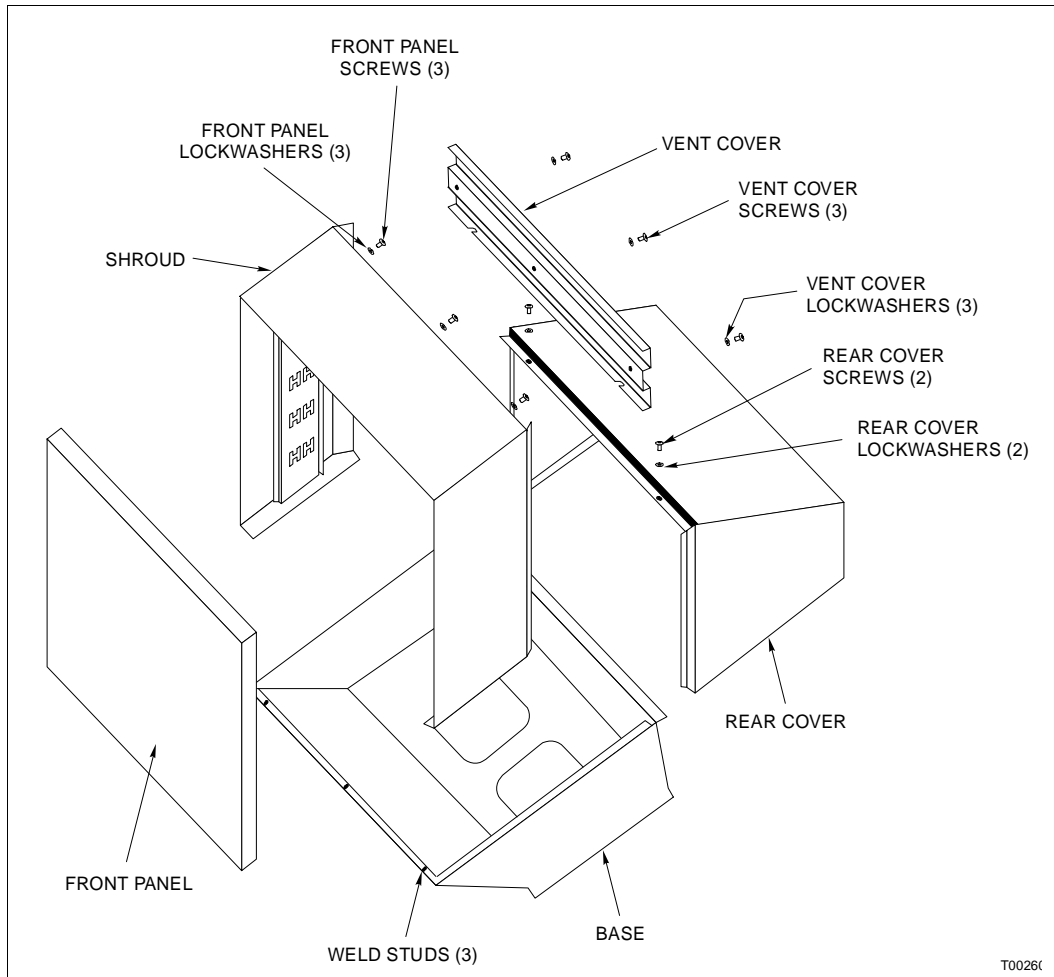 FRONT PANEL
SCREWS (3)
FRONT PANEL
LOCKWASHERS (3)
VENT COVER
VENT COVER
SCREWS (3)
SHROUD
VENT COVER
LOCKWASHERS (3)
REAR COVER
SCREWS (2)
REAR COVER
LOCKWASHERS (2)
REAR COVER
FRONT PANEL
BASE
WELD STUDS (3)